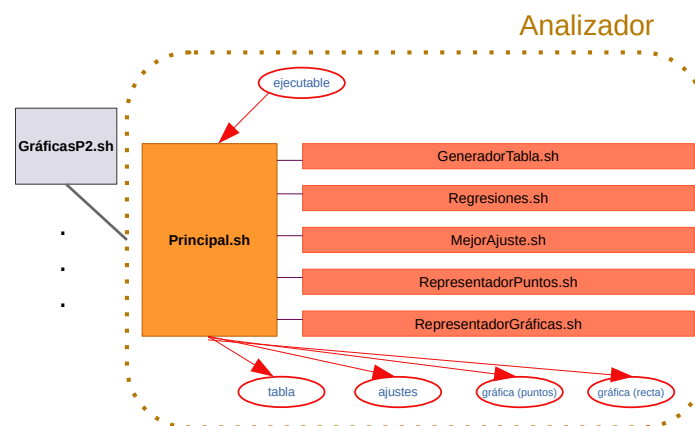 Analizador
ejecutable
GráficasP2.sh
GeneradorTabla.sh
Regresiones.sh
Principal.sh
MejorAjuste.sh
RepresentadorPuntos.sh
RepresentadorGráficas.sh
tabla
ajustes
gráfica (puntos)
gráfica (recta)